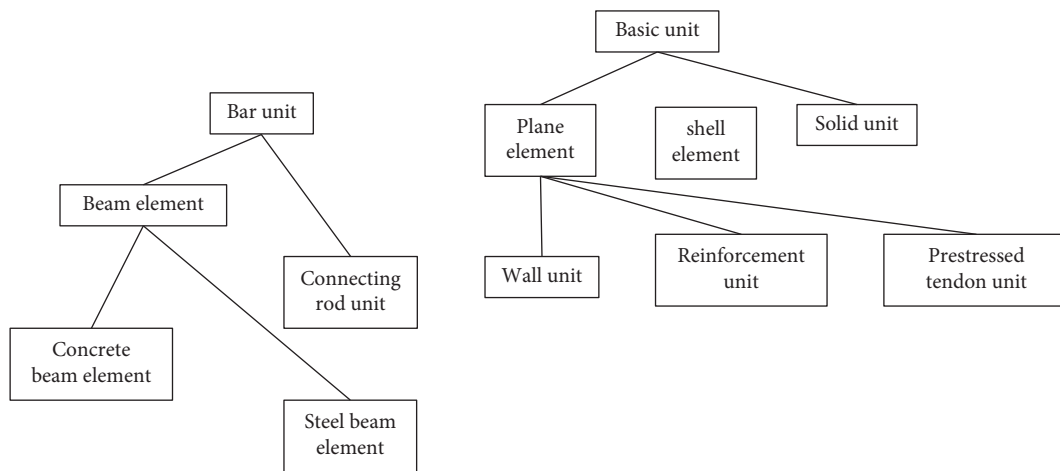 Basic unit
Bar unit
Plane
element
shell
element
Solid unit
Beam element
Connecting
rod unit
Wall unit
Reinforcement
unit
Prestressed
tendon unit
Concrete
beam element
Steel beam
element